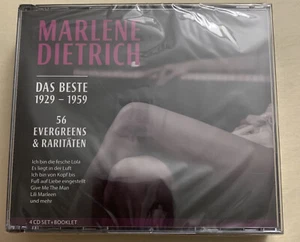 MARLENE
DIETRICH
DAS BESTE
1929 – 1959
56
EVERGREENS
& RARITÄTEN
Ich bin die fesche Lola
Es liegt in der Luft
Ich bin von Kopf bis
Fuß auf Liebe eingestellt
Give Me The Man
Lili Marleen
und mehr
4 CD SET + BOOKLET